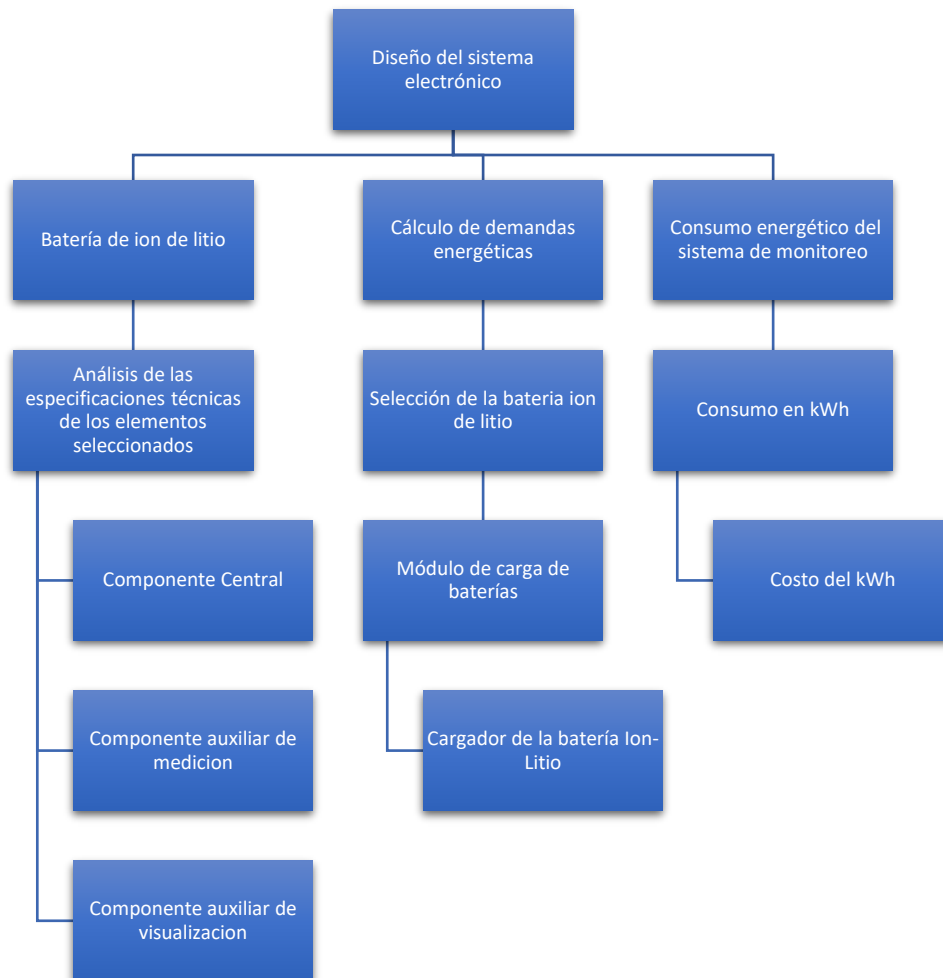 Diseño del sistema
electrónico
Batería de ion de litio
Cálculo de demandas
energéticas
Consumo energético del
sistema de monitoreo
Análisis de las
especificaciones técnicas
de los elementos
seleccionados
Selección de la bateria ion
de litio
Consumo en kWh
Componente Central
Módulo de carga de
baterías
Costo del kWh
Componente auxiliar de
medicion
Cargador de la batería Ion-
Litio
Componente auxiliar de
visualizacion